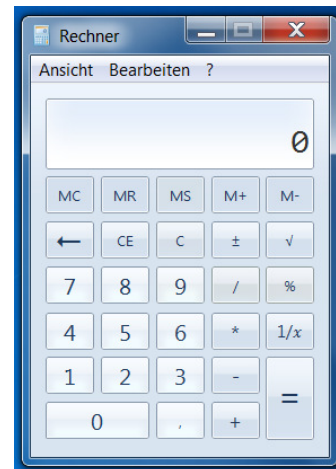 Rechner
Ansicht Bearbeiten ?
0
MC MR MS M+ M-
← CE C ± √
7 8 9 / %
4 5 6 * 1/x
1 2 3 - =
0 , +